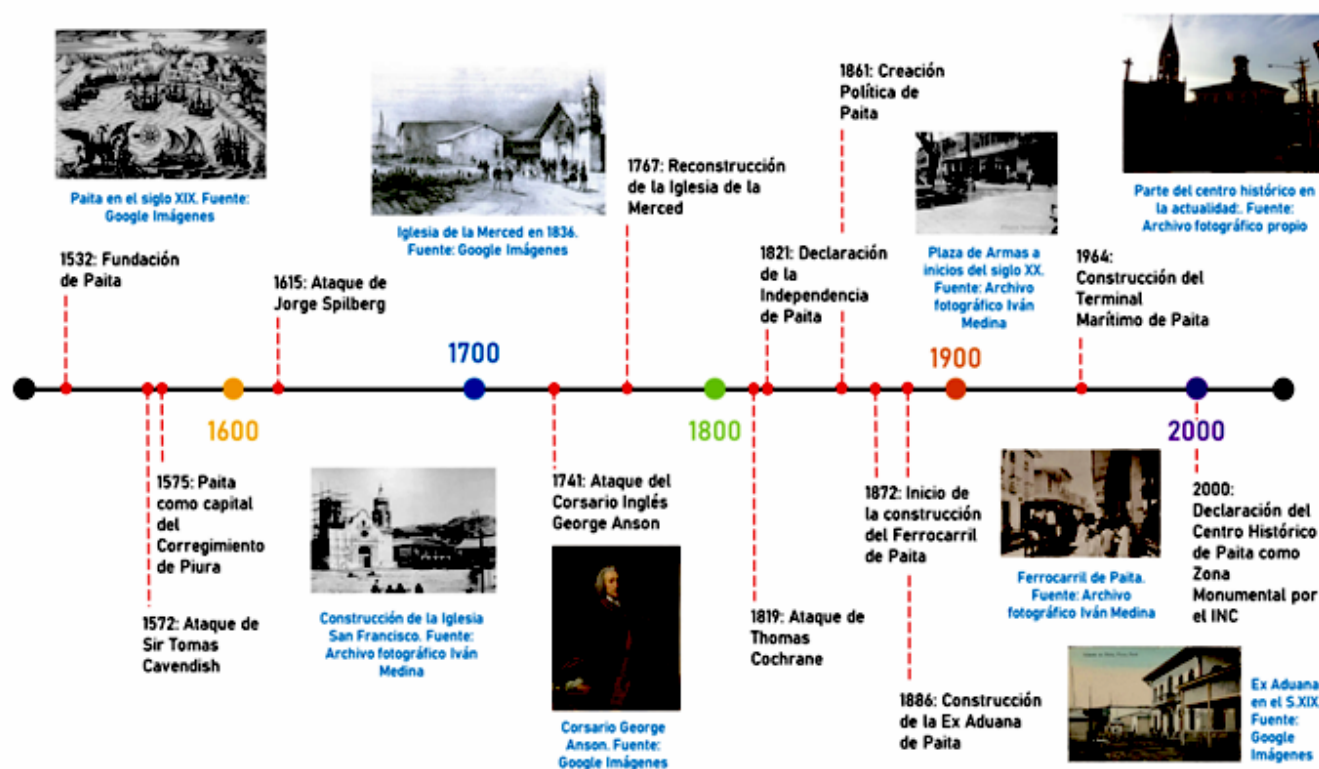 Paita en el siglo XIX. Fuente:
Google Imágenes
1532: Fundación
de Paita
1615: Ataque de
Jorge Spilberg
Iglesia de la Merced en 1836.
Fuente: Google Imágenes
1767: Reconstrucción
de la Iglesia de la
Merced
1821: Declaración
de la
Independencia
de Paita
1861: Creación
Política de
Paita
Plaza de Armas a
inicios del siglo XX.
Fuente: Archivo
fotográfico Iván
Medina
Parte del centro histórico en
la actualidad:. Fuente:
Archivo fotográfico propio
1964:
Construcción del
Terminal
Marítimo de Paita
1600
1700
1800
1900
2000
1575: Paita
como capital
del
Corregimiento
de Piura
1572: Ataque de
Sir Tomas
Cavendish
Construcción de la Iglesia
San Francisco. Fuente:
Archivo fotográfico Iván
Medina
1741: Ataque del
Corsario Inglés
George Anson
Corsario George
Anson. Fuente:
Google Imágenes
1819: Ataque de
Thomas
Cochrane
1872: Inicio de
la construcción
del Ferrocarril
de Paita
1886: Construcción
de la Ex Aduana
de Paita
Ferrocarril de Paita.
Fuente: Archivo
fotográfico Iván Medina
2000:
Declaración del
Centro Histórico
de Paita como
Zona
Monumental por
el INC
Ex Aduana
en el S.XIX
Fuente:
Google
Imágenes